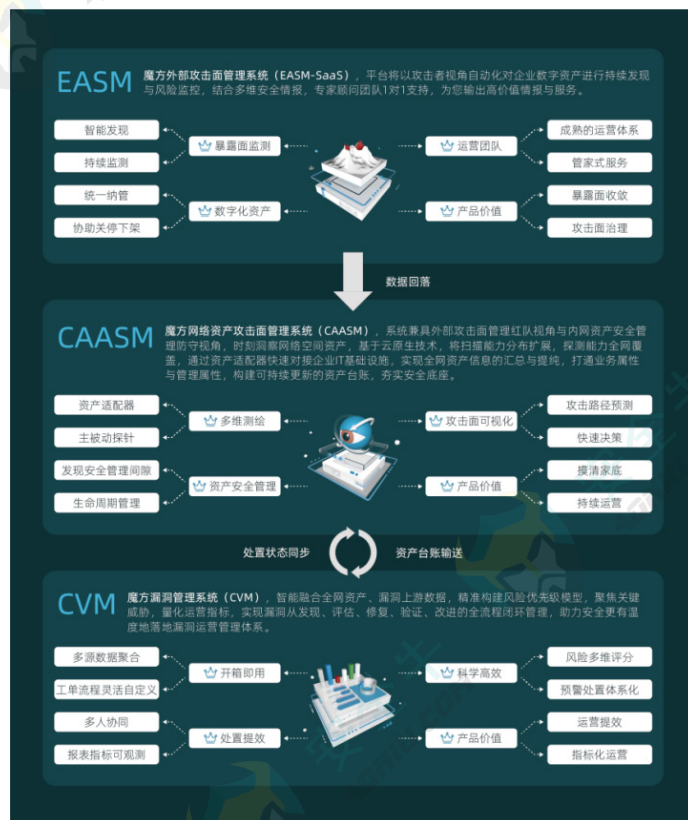 EASM
魔方外部攻击面管理系统（EASM-SaaS），平台将以攻击者视角自动化对企业数字资产进行持续发现
与风险监控，结合多维安全情报，专家顾问团队1对1支持，为您输出高价值情报与服务。
智能发现
持续监测
暴露面监测
运营团队
成熟的运营体系
管家式服务
统一纳管
协助关停下架
数字化资产
产品价值
暴露面收敛
攻击面治理
数据回落
CAASM
魔方网络资产攻击面管理系统（CAASM），系统兼具外部攻击面管理红队视角与内网资产安全管
理防守视角，时刻洞察网络空间资产，基于云原生技术，将扫描能力分布扩展，探测能力全网覆
盖，通过资产适配器快速对接企业IT基础设施，实现全网资产信息的汇总与提纯，打通业务属性
与管理属性，构建可持续更新的资产台账，夯实安全底座。
资产适配器
主被动探针
多维测绘
攻击面可视化
攻击路径预测
快速决策
发现安全管理间隙
生命周期管理
资产安全管理
产品价值
摸清家底
持续运营
处置状态同步
资产台账输送
CVM
魔方漏洞管理系统（CVM），智能融合全网资产、漏洞上游数据，精准构建风险优先级模型，聚焦关键
威胁，量化运营指标，实现漏洞从发现、评估、修复、验证、改进的全流程闭环管理，助力安全更有温
度地落地漏洞运营管理体系。
多源数据聚合
工单流程灵活自定义
开箱即用
科学高效
风险多维评分
预警处置体系化
多人协同
报表指标可观测
处置提效
产品价值
运营提效
指标化运营